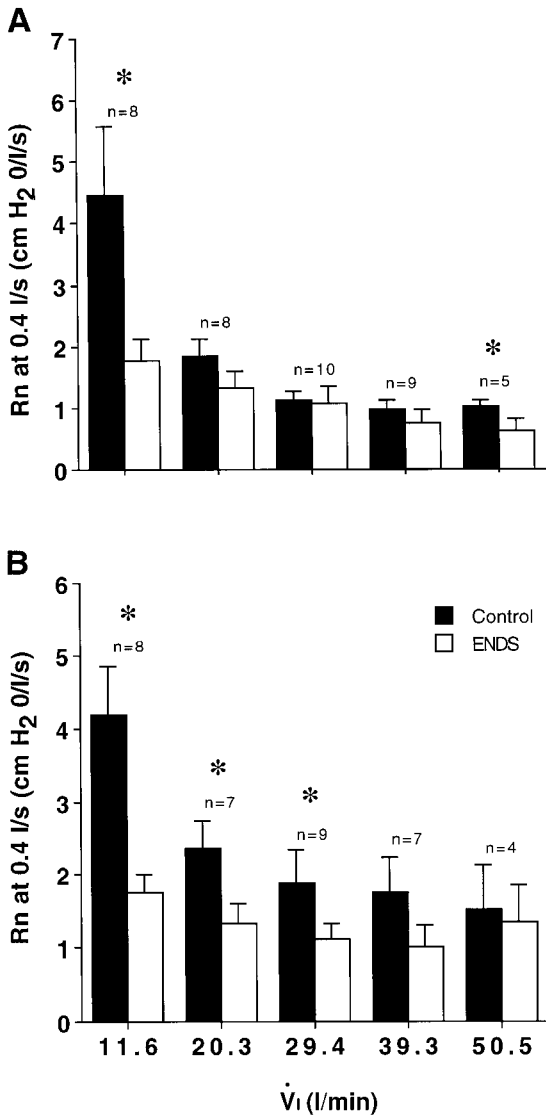 A
Rn at 0.4 l/s (cm H2 0/l/s)
7
6
5
4
3
2
1
0
*
n=8
n=8
n=10
n=9
*
n=5
B
Rn at 0.4 l/s (cm H2 0/l/s)
6
5
4
3
2
1
0
*
n=8
*
n=7
*
n=9
n=7
n=4
Control
ENDS
11.6 20.3 29.4 39.3 50.5
V̇I (l/min)